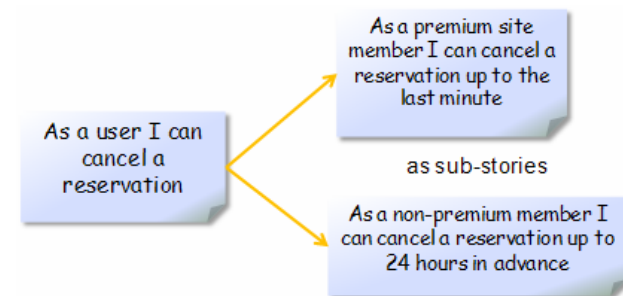 As a user I can
cancel a
reservation
As a premium site
member I can cancel a
reservation up to the
last minute
as sub-stories
As a non-premium member I
can cancel a reservation up to
24 hours in advance